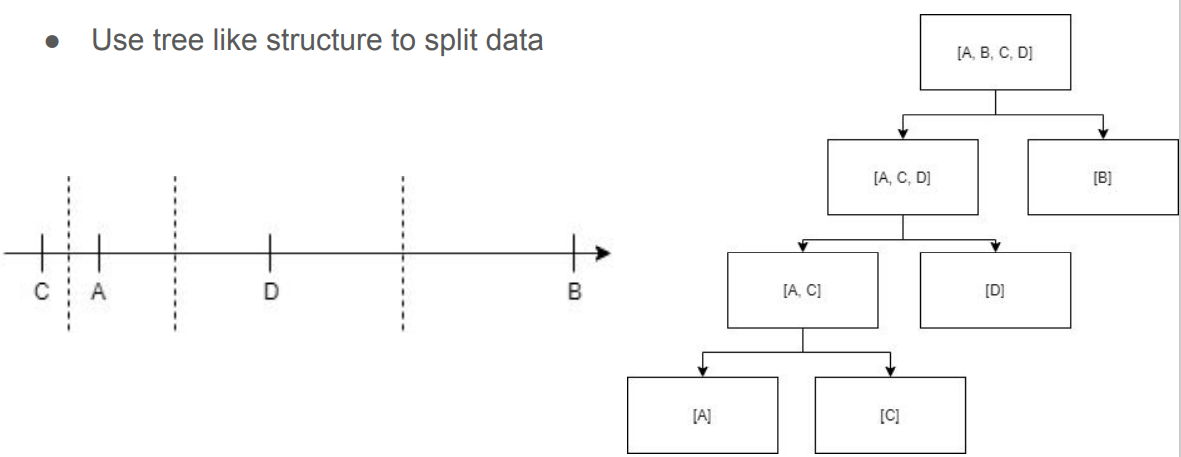 ● Use tree like structure to split data
[A, B, C, D]
[A, C, D]
[B]
[A, C]
[D]
[A]
[C]
C
A
D
B